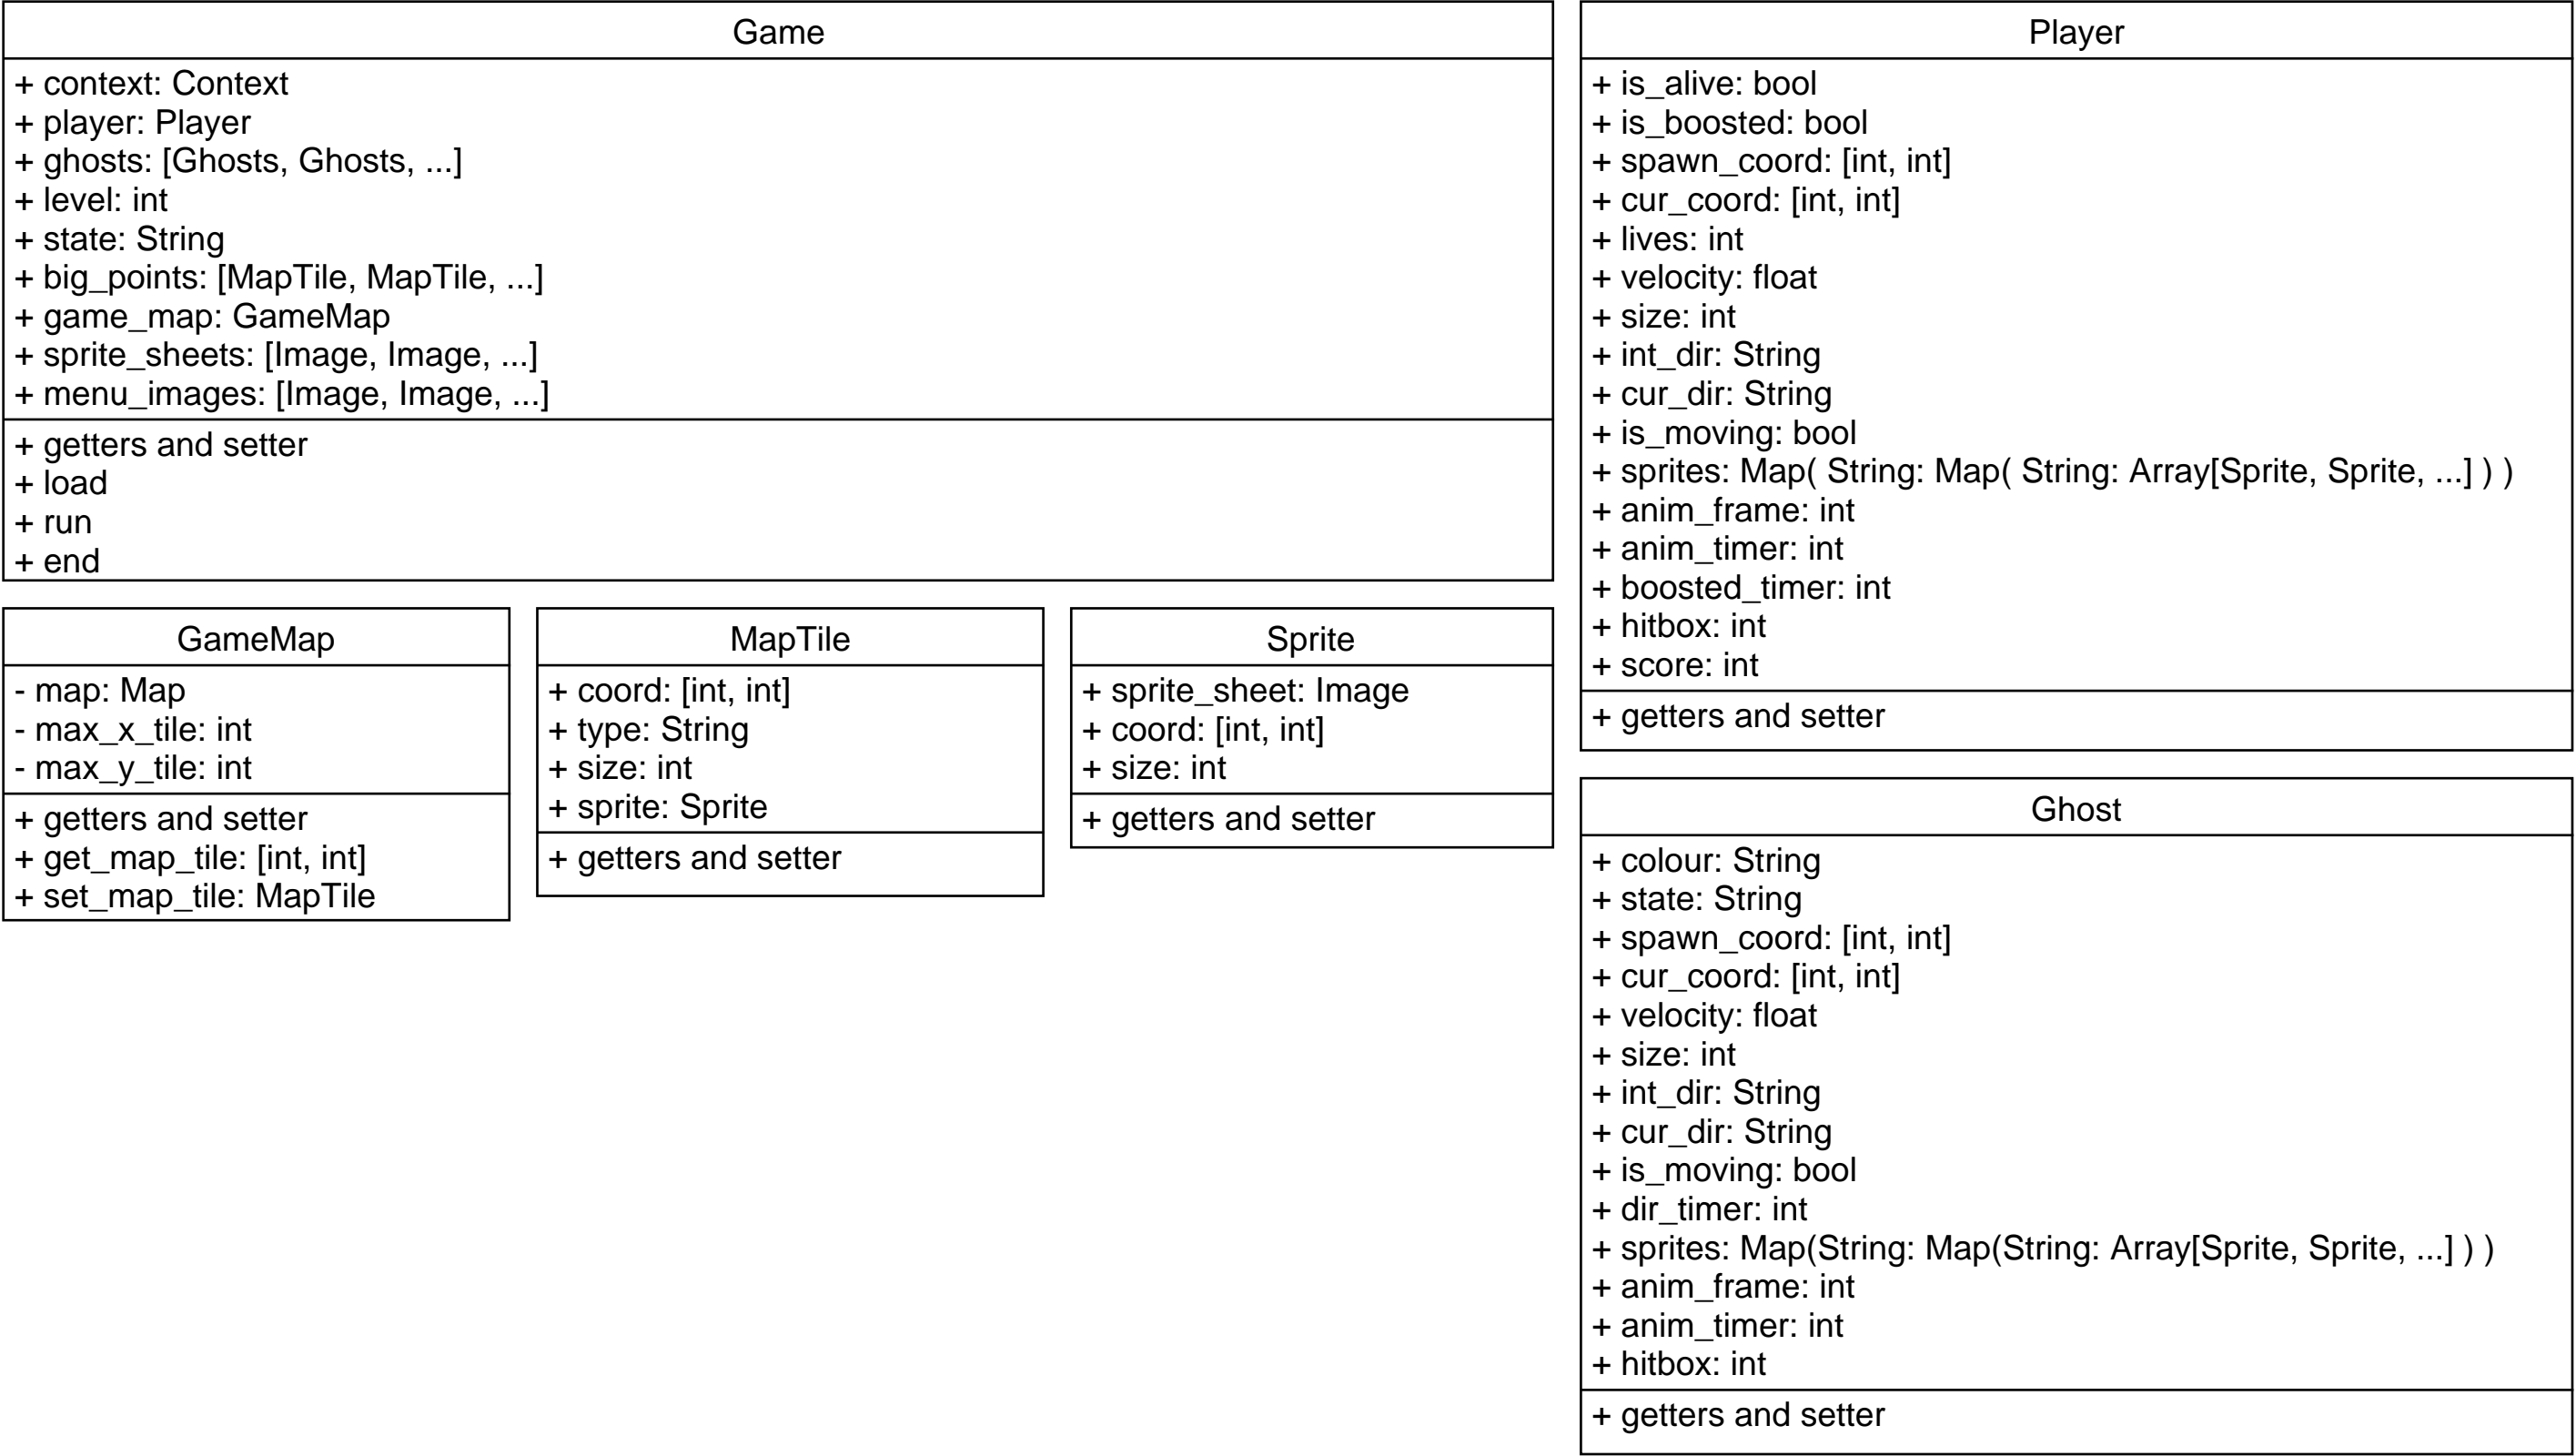 Game
+ context: Context
+ player: Player
+ ghosts: [Ghosts, Ghosts, ...]
+ level: int
+ state: String
+ big_points: [MapTile, MapTile, ...]
+ game_map: GameMap
+ sprite_sheets: [Image, Image, ...]
+ menu_images: [Image, Image, ...]
+ getters and setter
+ load
+ run
+ end
GameMap
- map: Map
- max_x_tile: int
- max_y_tile: int
+ getters and setter
+ get_map_tile: [int, int]
+ set_map_tile: MapTile
MapTile
+ coord: [int, int]
+ type: String
+ size: int
+ sprite: Sprite
+ getters and setter
Sprite
+ sprite_sheet: Image
+ coord: [int, int]
+ size: int
+ getters and setter
Player
+ is_alive: bool
+ is_boosted: bool
+ spawn_coord: [int, int]
+ cur_coord: [int, int]
+ lives: int
+ velocity: float
+ size: int
+ int_dir: String
+ cur_dir: String
+ is_moving: bool
+ sprites: Map( String: Map( String: Array[Sprite, Sprite, ...] ) )
+ anim_frame: int
+ anim_timer: int
+ boosted_timer: int
+ hitbox: int
+ score: int
+ getters and setter
Ghost
+ colour: String
+ state: String
+ spawn_coord: [int, int]
+ cur_coord: [int, int]
+ velocity: float
+ size: int
+ int_dir: String
+ cur_dir: String
+ is_moving: bool
+ dir_timer: int
+ sprites: Map(String: Map(String: Array[Sprite, Sprite, ...] ) )
+ anim_frame: int
+ anim_timer: int
+ hitbox: int
+ getters and setter